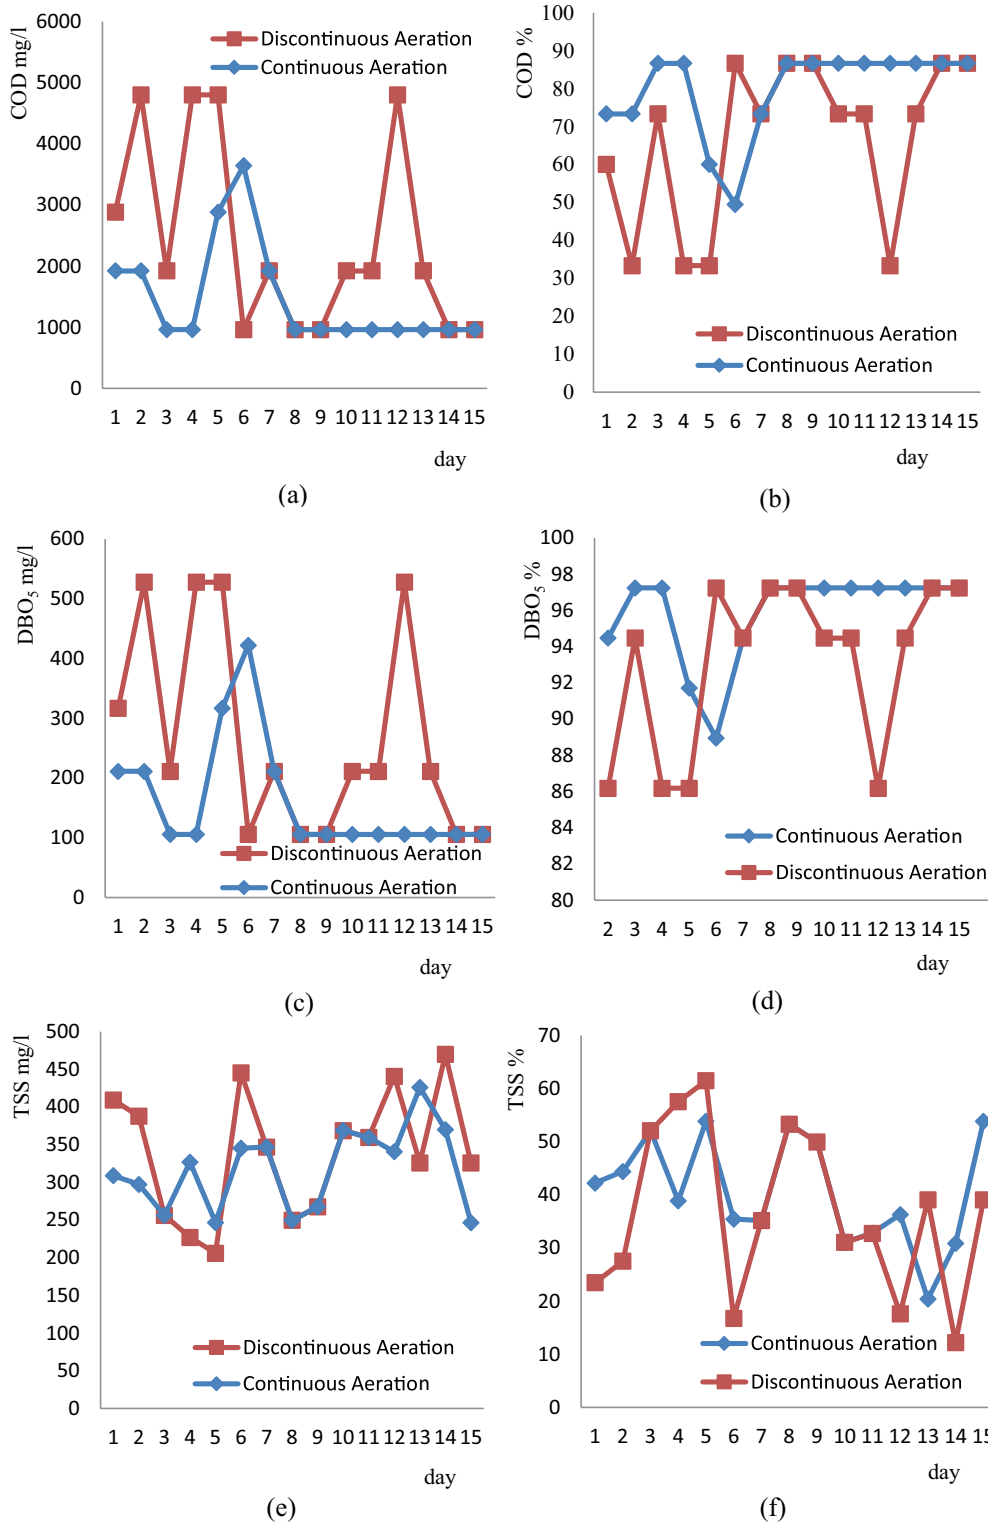 COD mg/l
6000
5000
4000
3000
2000
1000
0
Discontinuous Aeration
Continuous Aeration
1 2 3 4 5 6 7 8 9 10 11 12 13 14 15
day
(a)
COD %
100
90
80
70
60
50
40
30
20
10
0
Discontinuous Aeration
Continuous Aeration
1 2 3 4 5 6 7 8 9 10 11 12 13 14 15
day
(b)
DBO5 mg/l
600
500
400
300
200
100
0
Discontinuous Aeration
Continuous Aeration
1 2 3 4 5 6 7 8 9 10 11 12 13 14 15
day
(c)
DBO5 %
100
98
96
94
92
90
88
86
84
82
80
Continuous Aeration
Discontinuous Aeration
2 3 4 5 6 7 8 9 10 11 12 13 14 15
day
(d)
TSS mg/l
500
450
400
350
300
250
200
150
100
50
0
Discontinuous Aeration
Continuous Aeration
1 2 3 4 5 6 7 8 9 10 11 12 13 14 15
day
(e)
TSS %
70
60
50
40
30
20
10
0
Continuous Aeration
Discontinuous Aeration
1 2 3 4 5 6 7 8 9 10 11 12 13 14 15
day
(f)